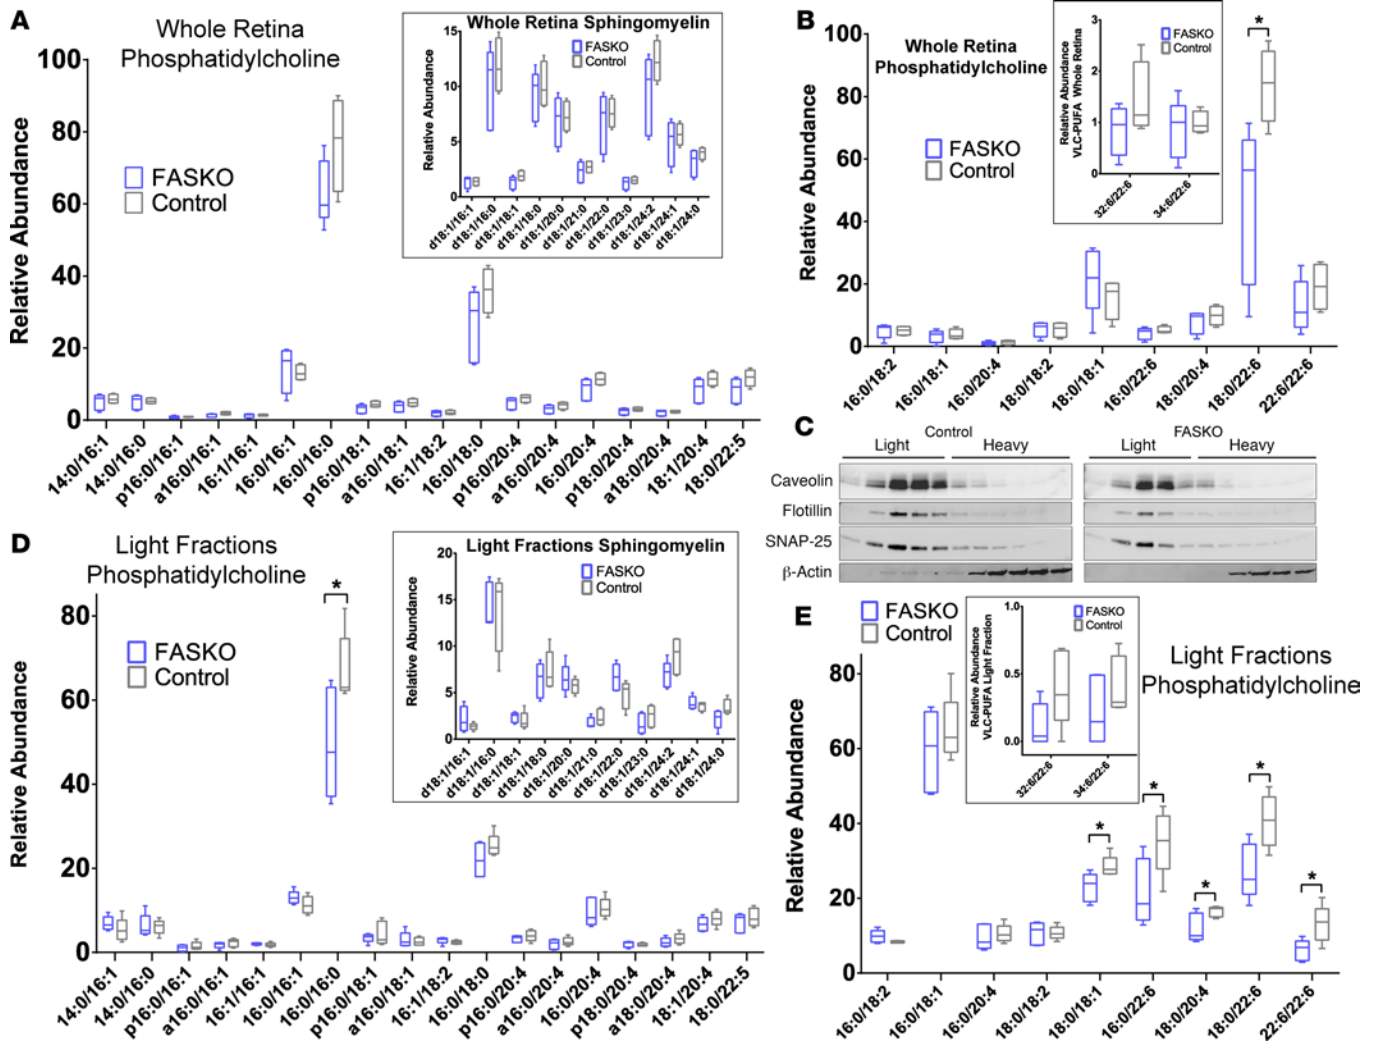 A
Whole Retina
Phosphatidylcholine
Relative Abundance
100
80
60
40
20
0
FASKO
Control
14:0/16:1
14:0/16:0
p16:0/16:1
a16:0/16:1
16:1/16:1
16:0/16:1
16:0/16:0
p16:0/18:1
a16:0/18:1
16:1/18:2
16:0/18:0
p16:0/20:4
a16:0/20:4
16:0/20:4
p18:0/20:4
a18:0/20:4
18:1/20:4
18:0/22:5
Whole Retina Sphingomyelin
Relative Abundance
15
10
5
0
FASKO
Control
d18:1/16:1
d18:1/16:0
d18:1/18:1
d18:1/18:0
d18:1/20:0
d18:1/21:0
d18:1/22:0
d18:1/23:0
d18:1/24:2
d18:1/24:1
d18:1/24:0
B
Whole Retina
Phosphatidylcholine
Relative Abundance
100
80
60
40
20
0
FASKO
Control
*
16:0/18:2
16:0/18:1
16:0/20:4
18:0/18:2
18:0/18:1
16:0/22:6
18:0/20:4
18:0/22:6
22:6/22:6
Relative Abundance
VLC-PUFA Whole Retina
3
2
1
0
FASKO
Control
32:6/22:6
34:6/22:6
C
Control
FASKO
Light
Heavy
Light
Heavy
Caveolin
Flotillin
SNAP-25
β-Actin
D
Light Fractions
Phosphatidylcholine
Relative Abundance
80
60
40
20
0
FASKO
Control
*
14:0/16:1
14:0/16:0
p16:0/16:1
a16:0/16:1
16:1/16:1
16:0/16:1
16:0/16:0
p16:0/18:1
a16:0/18:1
16:1/18:2
16:0/18:0
p16:0/20:4
a16:0/20:4
16:0/20:4
p18:0/20:4
a18:0/20:4
18:1/20:4
18:0/22:5
Light Fractions Sphingomyelin
Relative Abundance
20
15
10
5
0
FASKO
Control
d18:1/16:1
d18:1/16:0
d18:1/18:1
d18:1/18:0
d18:1/20:0
d18:1/21:0
d18:1/22:0
d18:1/23:0
d18:1/24:2
d18:1/24:1
d18:1/24:0
E
FASKO
Control
Light Fractions
Phosphatidylcholine
Relative Abundance
80
60
40
20
0
*
*
*
*
*
16:0/18:2
16:0/18:1
16:0/20:4
18:0/18:2
18:0/18:1
16:0/22:6
18:0/20:4
18:0/22:6
22:6/22:6
Relative Abundance
VLC-PUFA Light Fraction
1.0
0.5
0.0
FASKO
Control
32:6/22:6
34:6/22:6